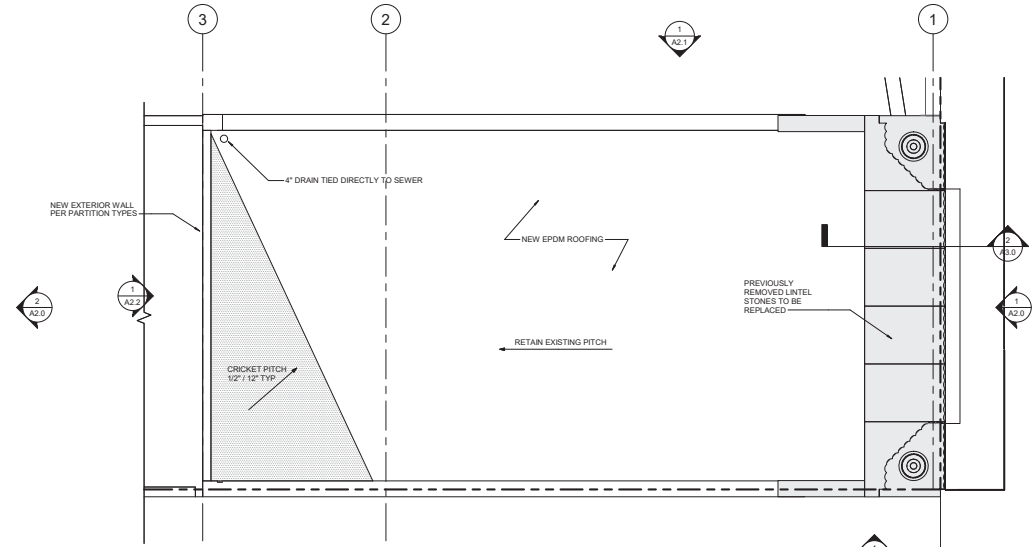 3
2
1
1
A2.1
4" DRAIN TIED DIRECTLY TO SEWER
NEW EXTERIOR WALL
PER PARTITION TYPES
NEW EPDM ROOFING
2
A3.0
1
A2.2
2
A2.0
PREVIOUSLY
REMOVED LINTEL
STONES TO BE
REPLACED
1
A2.0
RETAIN EXISTING PITCH
CRICKET PITCH
1/2" / 12" TYP